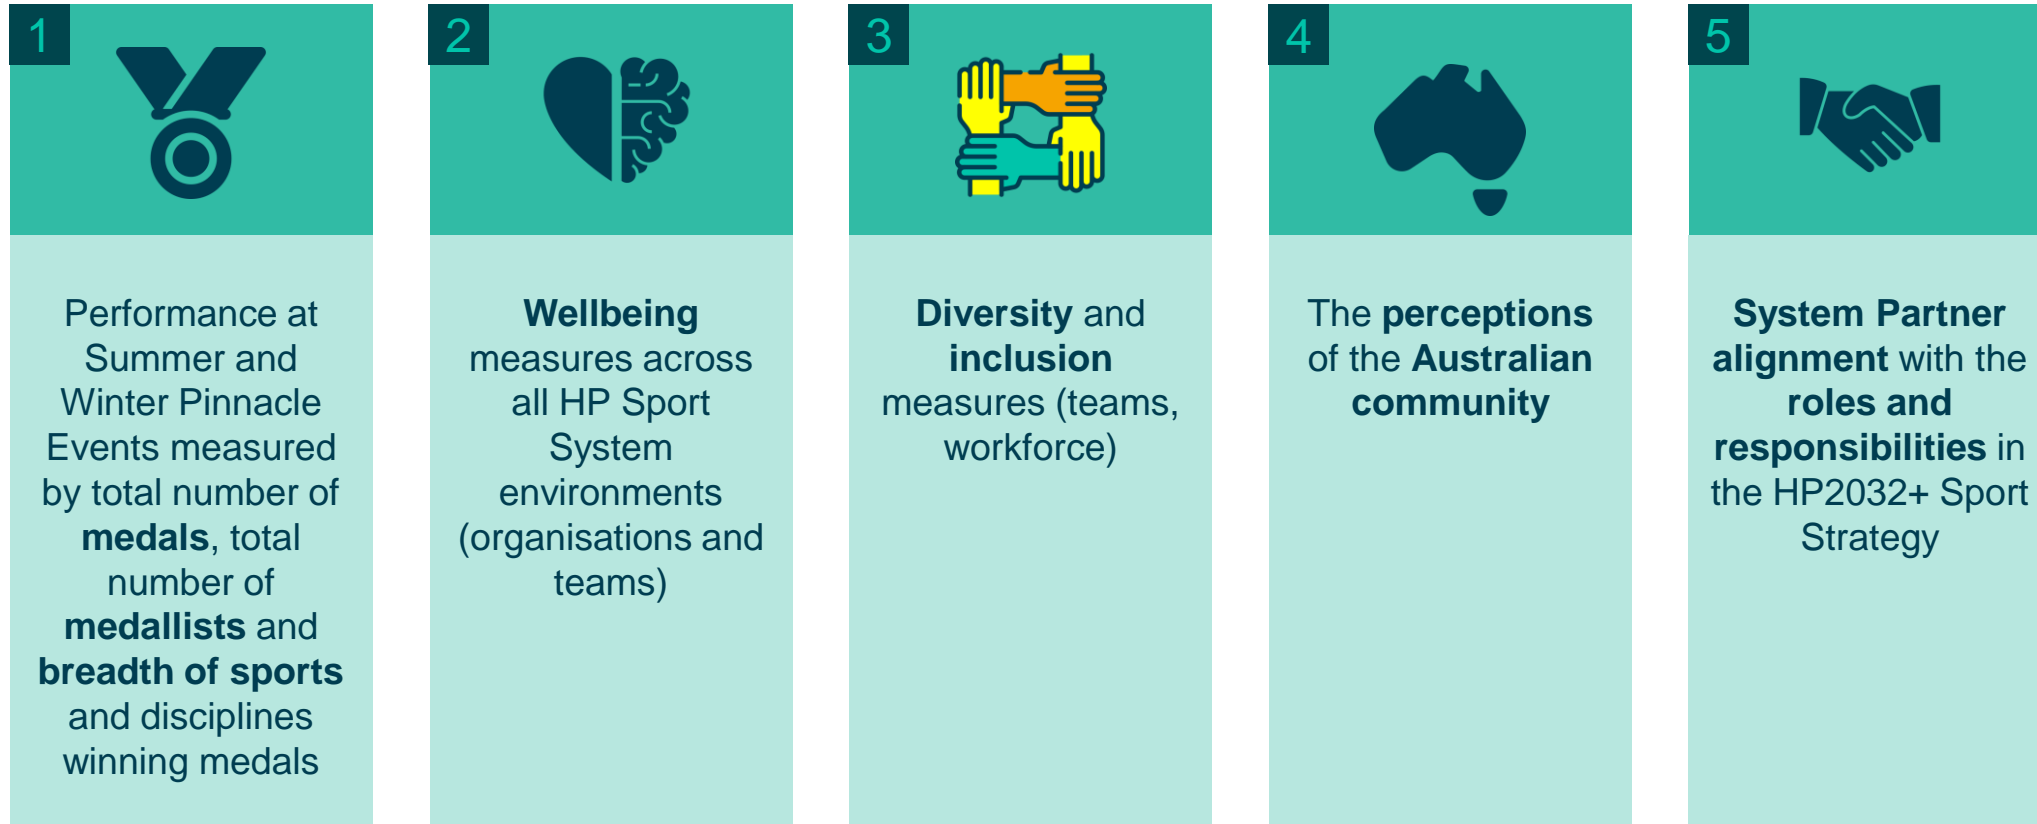 1
Performance at
Summer and
Winter Pinnacle
Events measured
by total number of
medals, total
number of
medallists and
breadth of sports
and disciplines
winning medals
2
Wellbeing
measures across
all HP Sport
System
environments
(organisations and
teams)
3
Diversity and
inclusion
measures (teams,
workforce)
4
The perceptions
of the Australian
community
5
System Partner
alignment with the
roles and
responsibilities in
the HP2032+ Sport
Strategy